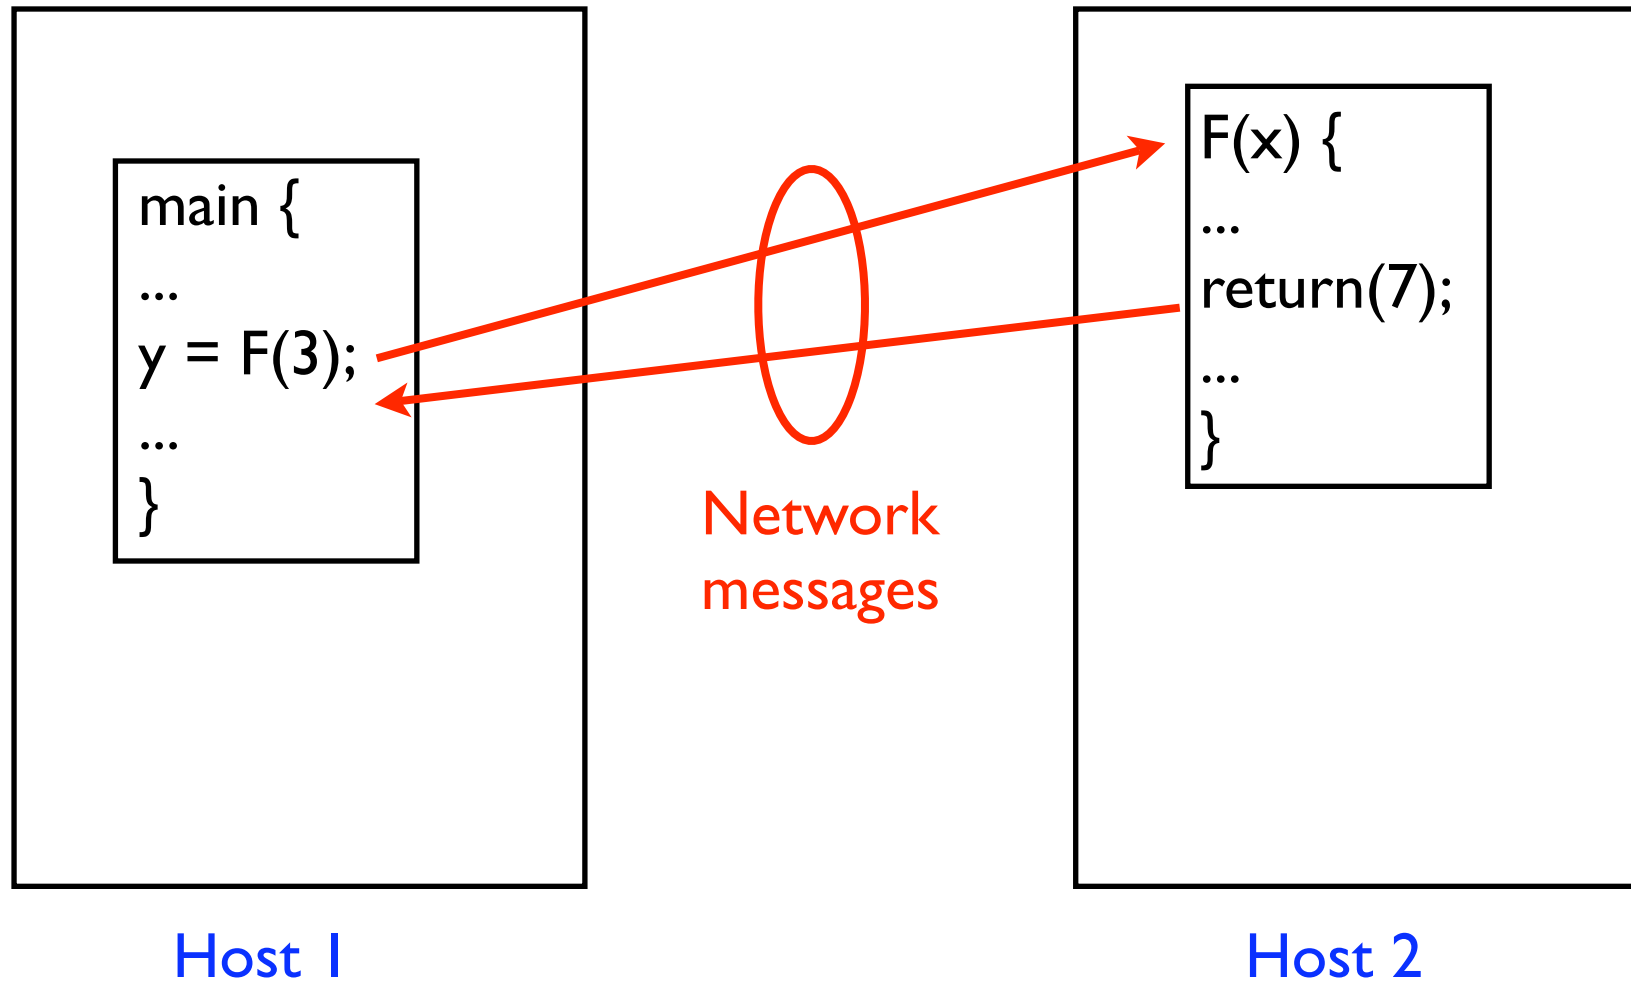 main {
...
y = F(3);
...
}
F(x) {
...
return(7);
...
}
Network
messages
Host 1
Host 2